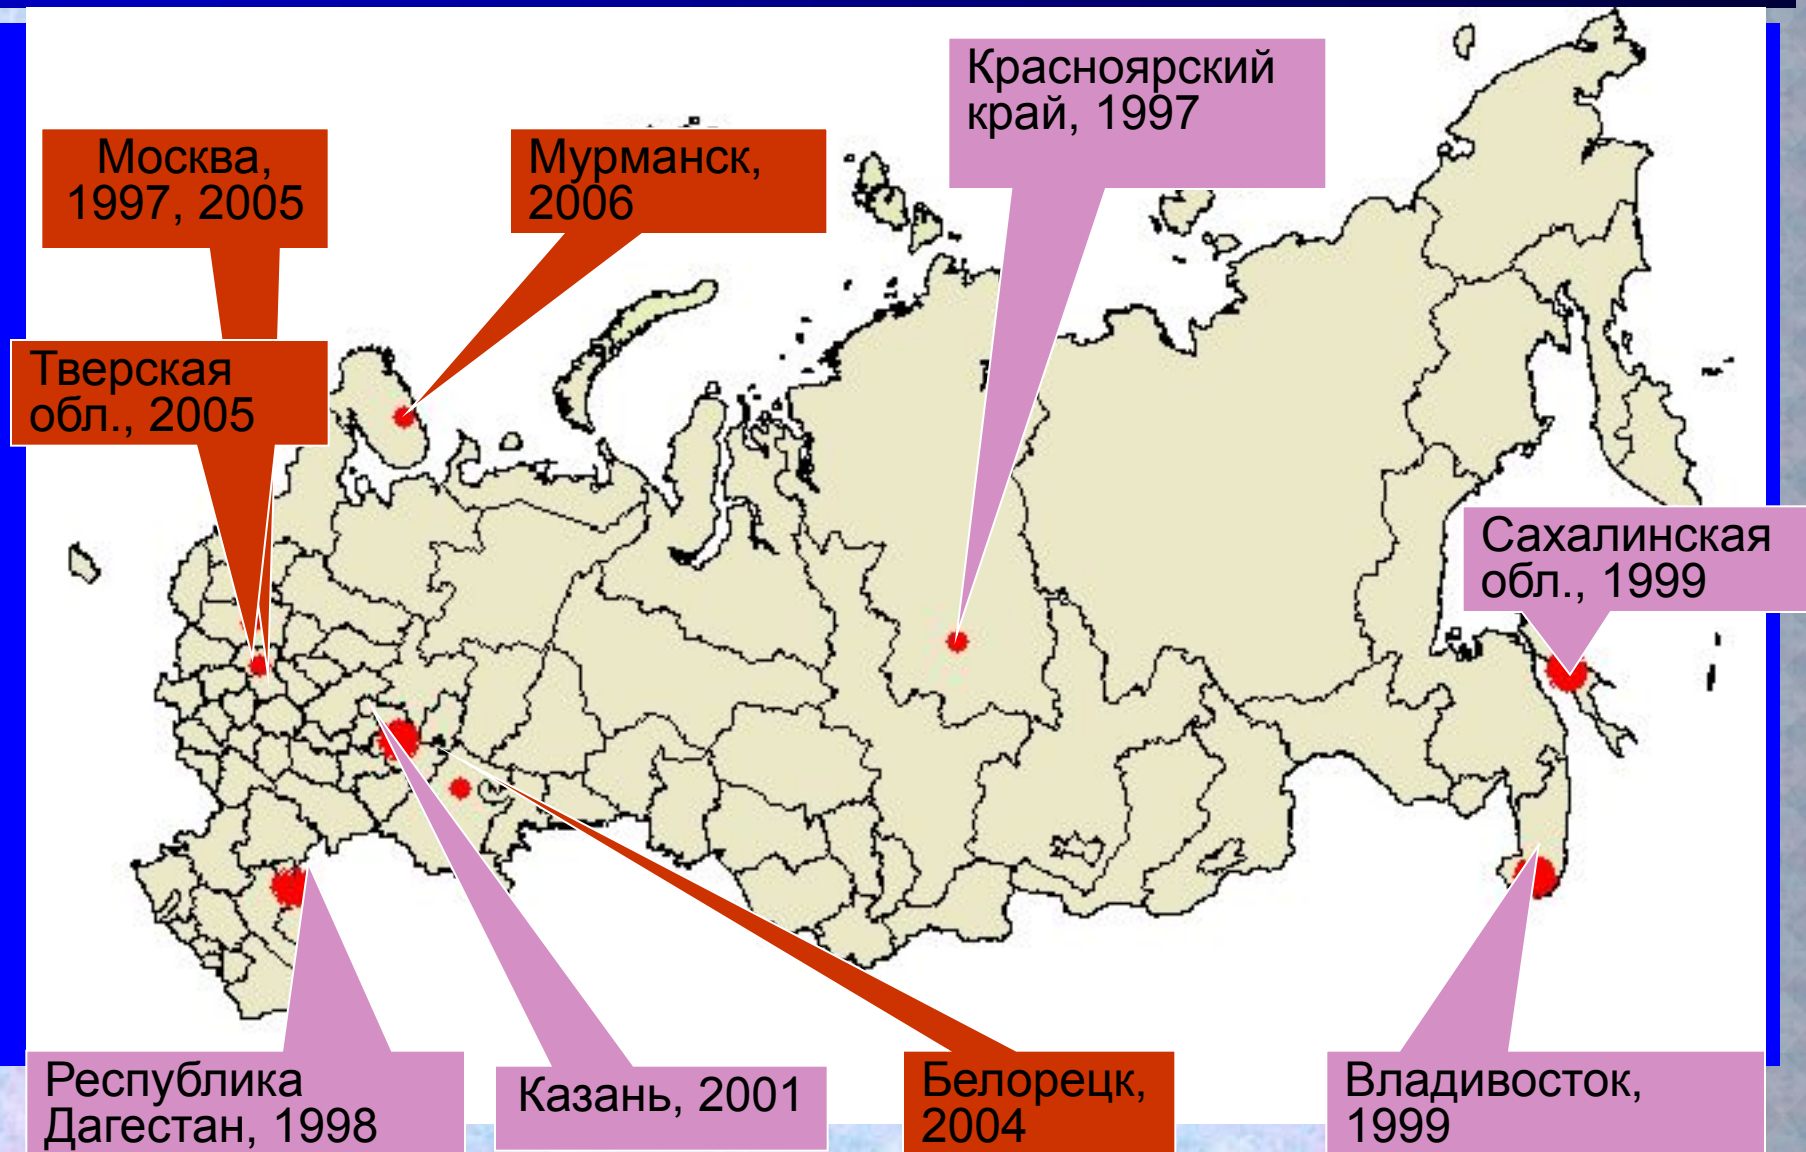 Красноярский
край, 1997
Москва,
1997, 2005
Мурманск,
2006
Тверская
обл., 2005
Сахалинская
обл., 1999
Республика
Дагестан, 1998
Казань, 2001
Белорецк,
2004
Владивосток,
1999